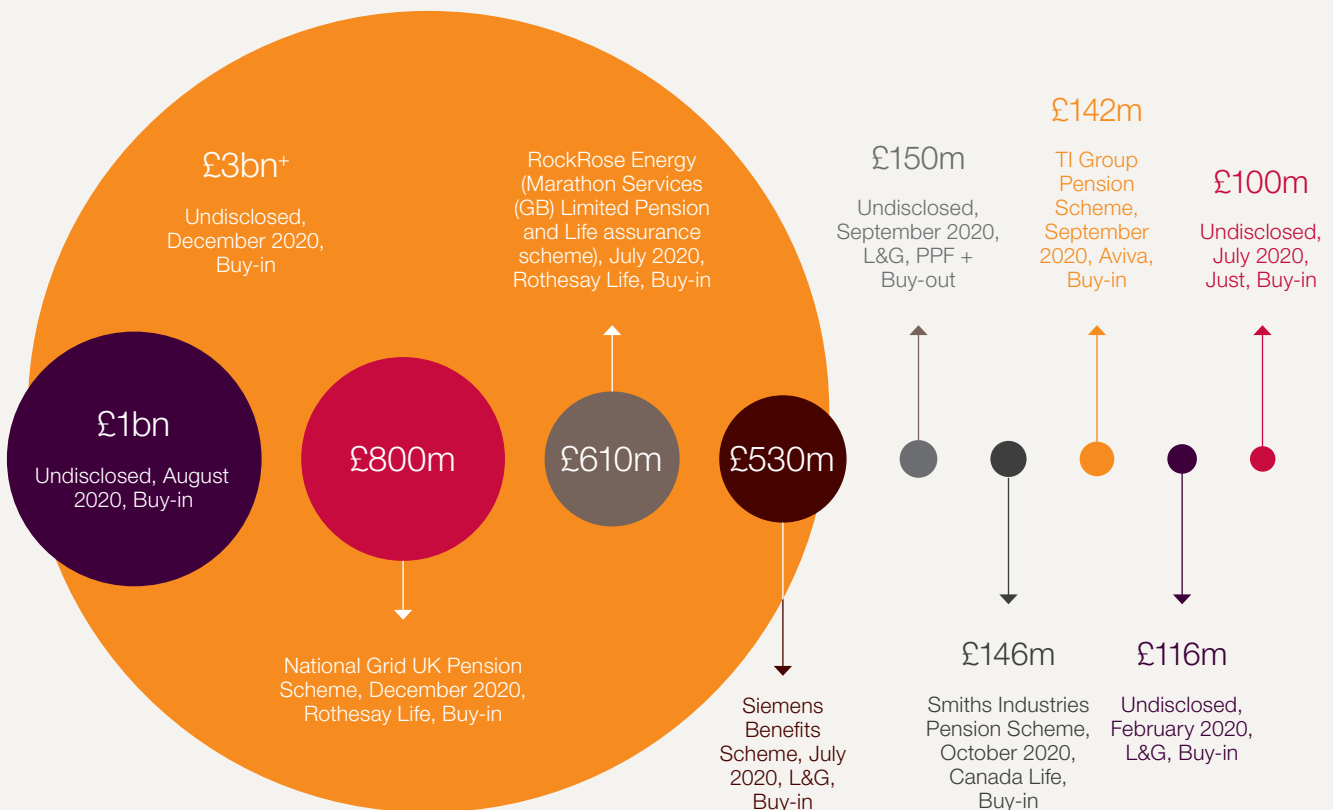 £3bn+
Undisclosed,
December 2020,
Buy-in
£1bn
Undisclosed, August
2020, Buy-in
£800m
National Grid UK Pension
Scheme, December 2020,
Rothesay Life, Buy-in
RockRose Energy
(Marathon Services
(GB) Limited Pension
and Life assurance
scheme), July 2020,
Rothesay Life, Buy-in
£610m
£530m
Siemens
Benefits
Scheme, July
2020, L&G,
Buy-in
£150m
Undisclosed,
September 2020,
L&G, PPF +
Buy-out
£146m
Smiths Industries
Pension Scheme,
October 2020,
Canada Life,
Buy-in
£142m
TI Group
Pension
Scheme,
September
2020, Aviva,
Buy-in
£116m
Undisclosed,
February 2020,
L&G, Buy-in
£100m
Undisclosed,
July 2020,
Just, Buy-in